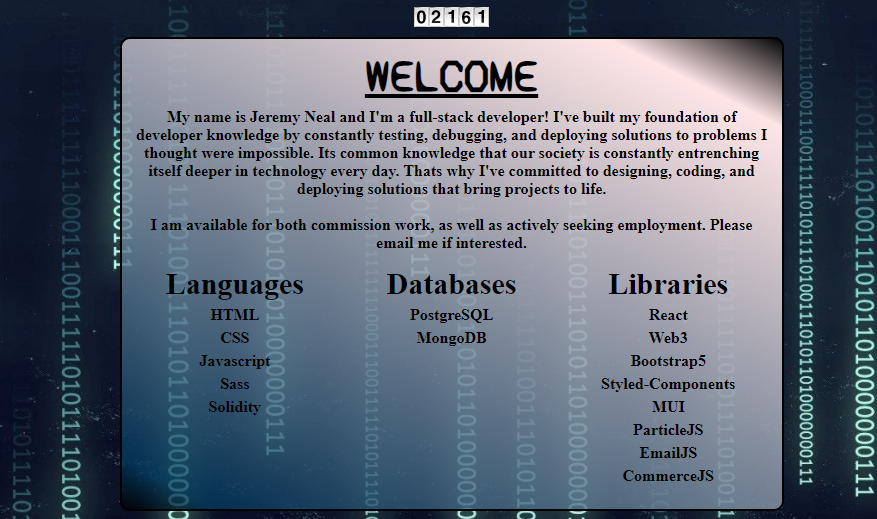 02161
WELCOME
My name is Jeremy Neal and I'm a full-stack developer! I've built my foundation of
developer knowledge by constantly testing, debugging, and deploying solutions to problems I
thought were impossible. Its common knowledge that our society is constantly entrenching
itself deeper in technology every day. Thats why I've committed to designing, coding, and
deploying solutions that bring projects to life.
I am available for both commission work, as well as actively seeking employment. Please
email me if interested.
Languages
HTML
CSS
Javascript
Sass
Solidity
Databases
PostgreSQL
MongoDB
Libraries
React
Web3
Bootstrap5
Styled-Components
MUI
ParticleJS
EmailJS
CommerceJS